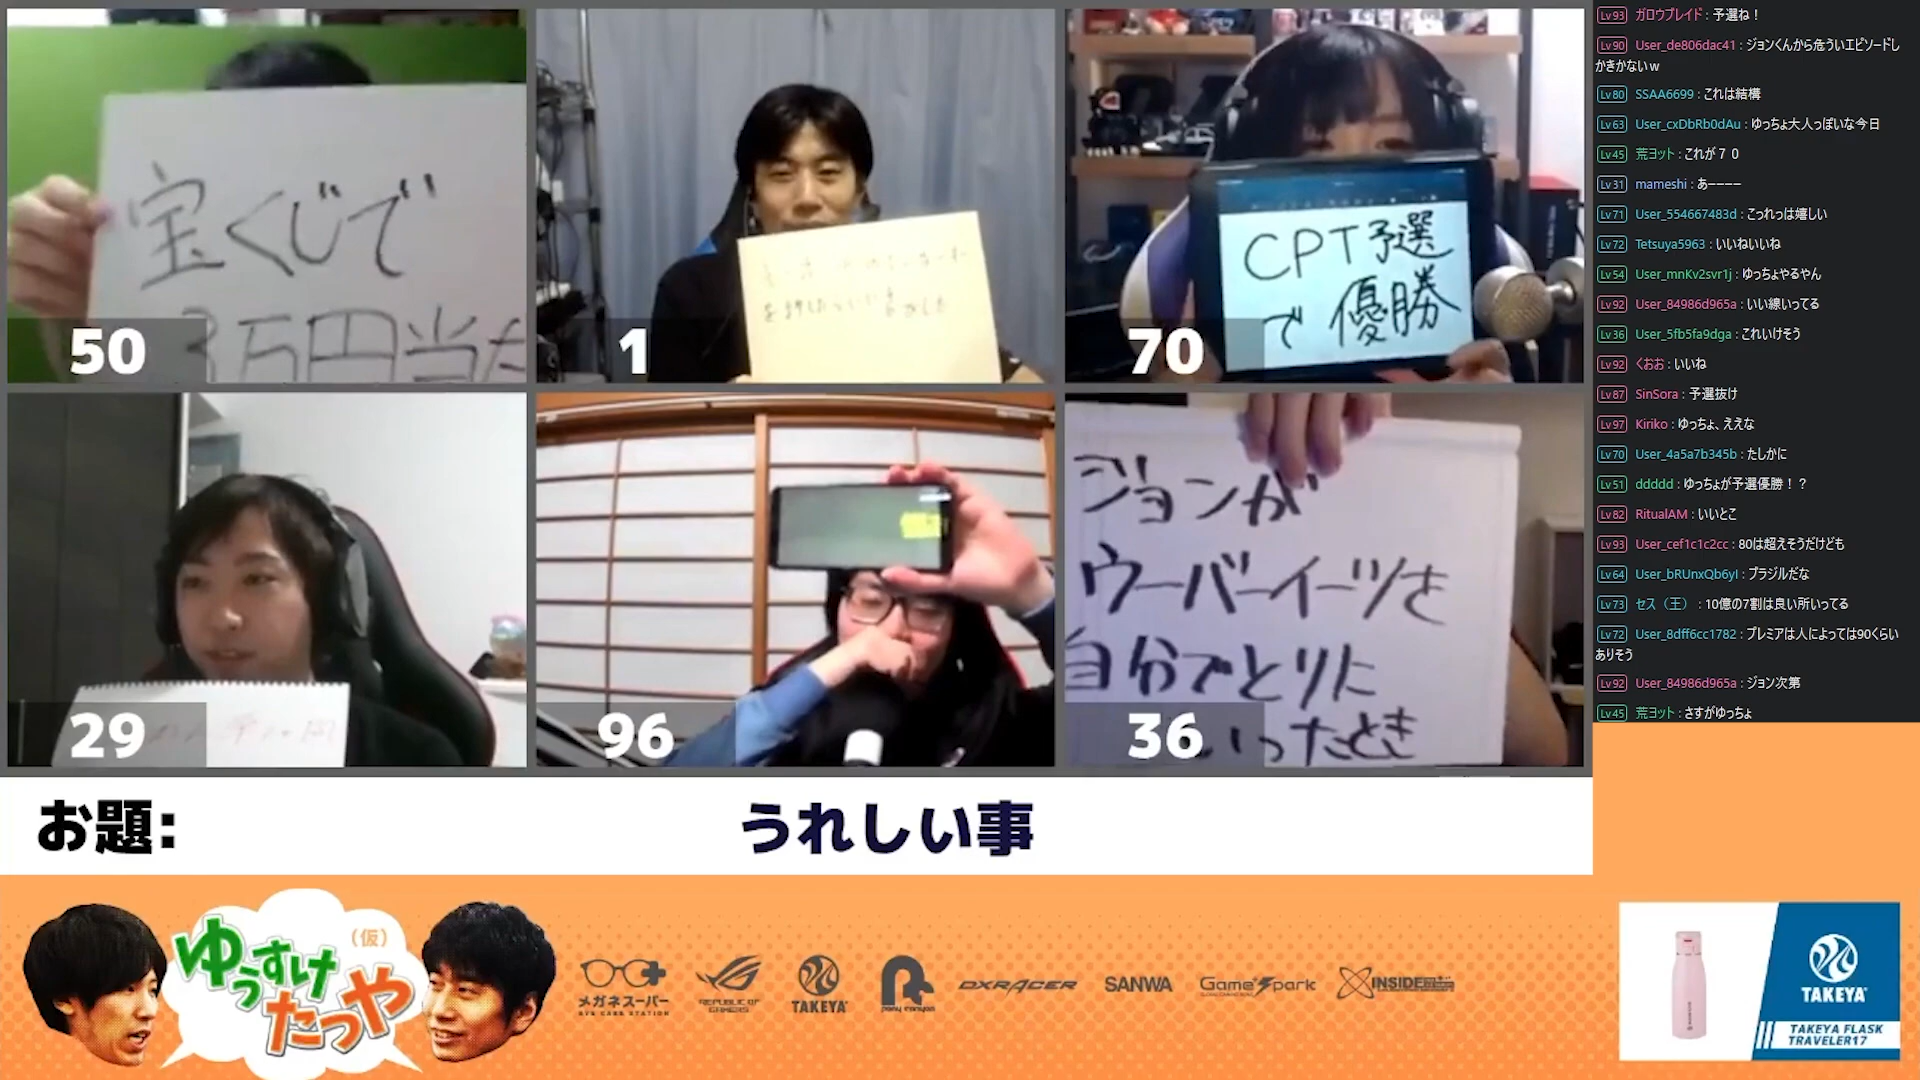 宝くじで
3万円当た
50
1
CPT予選
で優勝
70
29
96
ジョンが
ウーバーイーツを
自分でとりに
いったとき
36
お題:
うれしい事
ゆうすけ
たつや
(仮)
メガネスーパー
EYE CARE STATION
REPUBLIC OF
GAMERS
TAKEYA
pony canyon
DXRACER
SANWA
Game*Spark
INSIDE
TAKEYA
TAKEYA FLASK
TRAVELER17
Lv93 ガロウブレイド : 予選ね！
Lv90 User_de806dac41 : ジョンくんから危ういエピソードし
かきかないw
Lv80 SSAA6699 : これは結構
Lv63 User_cxDbRb0dAu : ゆっちょ大人っぽいな今日
Lv45 荒ヨット : これが７０
Lv31 mameshi : あーーーー
Lv71 User_554667483d : こっれっは嬉しい
Lv72 Tetsuya5963 : いいねいいね
Lv54 User_mnKv2svr1j : ゆっちょやるやん
Lv92 User_84986d965a : いい線いってる
Lv36 User_5fb5fa9dga : これいけそう
Lv92 くおお : いいね
Lv87 SinSora : 予選抜け
Lv97 Kiriko : ゆっちょ、ええな
Lv70 User_4a5a7b345b : たしかに
Lv51 ddddd : ゆっちょが予選優勝！？
Lv82 RitualAM : いいとこ
Lv93 User_cef1c1c2cc : 80は超えそうだけども
Lv64 User_bRUnxQb6yI : ブラジルだな
Lv73 セス（王） : 10億の7割は良い所いってる
Lv72 User_8dff6cc1782 : プレミアは人によっては90くらい
ありそう
Lv92 User_84986d965a : ジョン次第
Lv45 荒ヨット : さすがゆっちょ